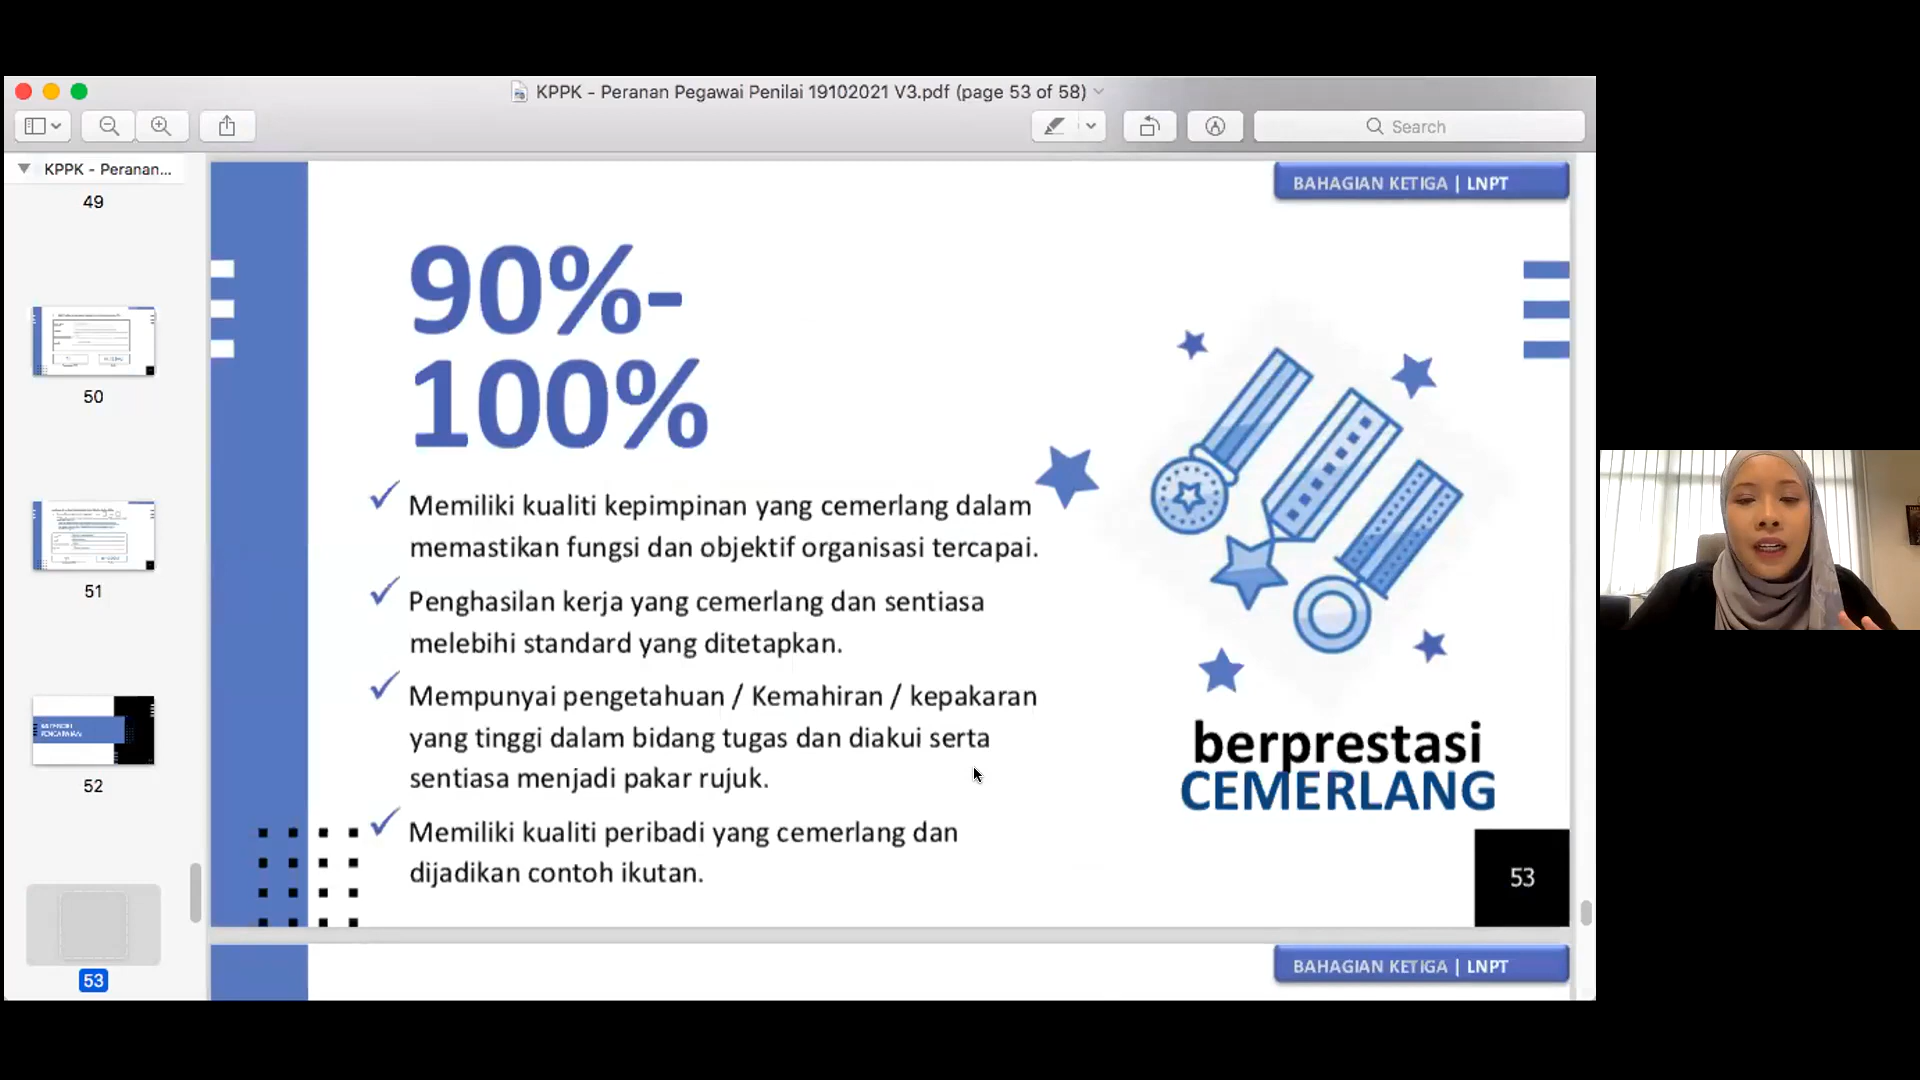 KPPK - Peranan Pegawai Penilai 19102021 V3.pdf (page 53 of 58)
Search
KPPK - Peranan...
49
50
51
52
53
BAHAGIAN KETIGA | LNPT
90%-
100%
Memiliki kualiti kepimpinan yang cemerlang dalam
memastikan fungsi dan objektif organisasi tercapai.
Penghasilan kerja yang cemerlang dan sentiasa
melebihi standard yang ditetapkan.
Mempunyai pengetahuan / Kemahiran / kepakaran
yang tinggi dalam bidang tugas dan diakui serta
sentiasa menjadi pakar rujuk.
Memiliki kualiti peribadi yang cemerlang dan
dijadikan contoh ikutan.
berprestasi
CEMERLANG
53
BAHAGIAN KETIGA | LNPT